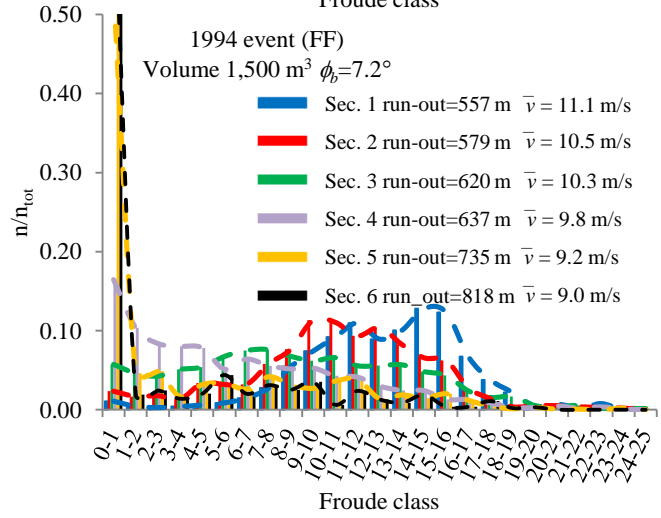 Froude class
0.50
1994 event (FF)
Volume 1,500 m³ ϕb=7.2°
0.40
Sec. 1 run-out=557 m v̅ = 11.1 m/s
Sec. 2 run-out=579 m v̅ = 10.5 m/s
0.30
Sec. 3 run-out=620 m v̅ = 10.3 m/s
n/ntot
Sec. 4 run-out=637 m v̅ = 9.8 m/s
0.20
Sec. 5 run-out=735 m v̅ = 9.2 m/s
Sec. 6 run_out=818 m v̅ = 9.0 m/s
0.10
0.00
0-1 1-2 2-3 3-4 4-5 5-6 6-7 7-8 8-9 9-10 10-11 11-12 12-13 13-14 14-15 15-16 16-17 17-18 18-19 19-20 20-21 21-22 22-23 23-24 24-25
Froude class